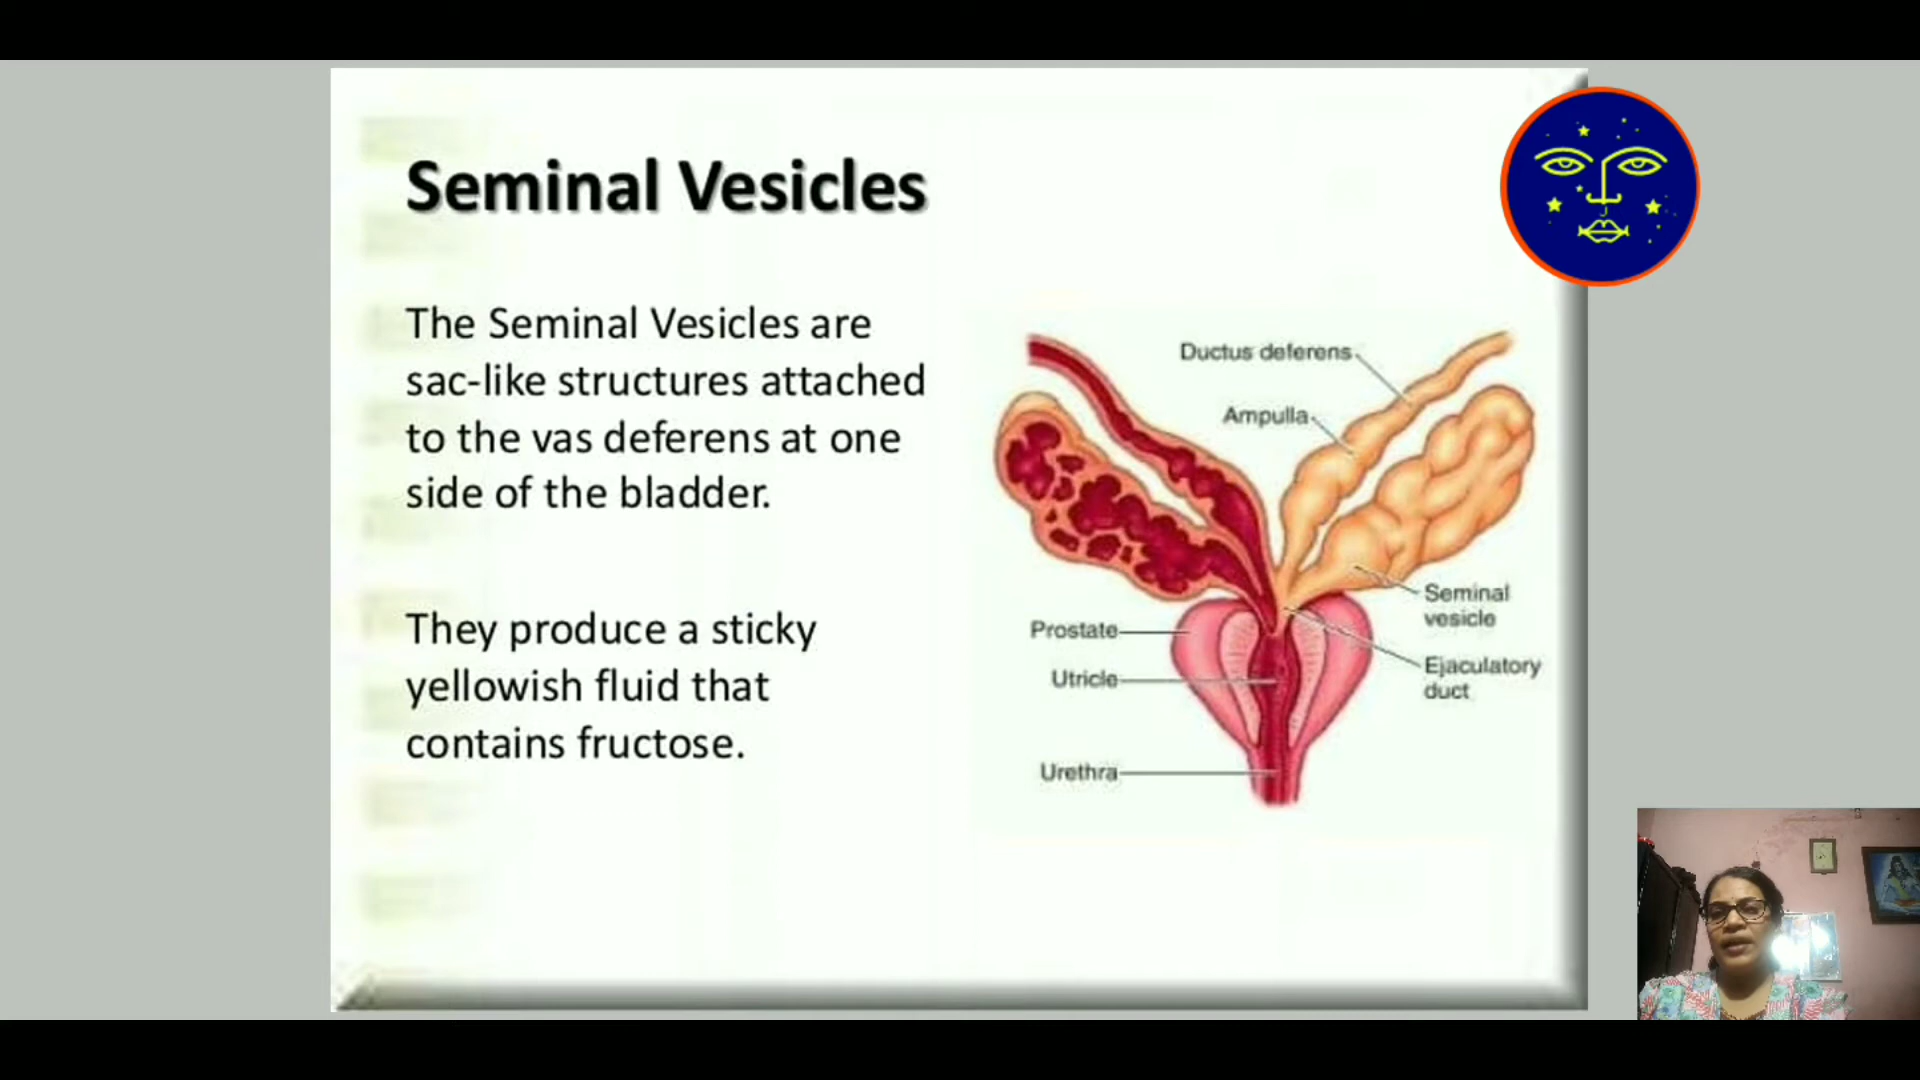 Seminal Vesicles
The Seminal Vesicles are
sac-like structures attached
to the vas deferens at one
side of the bladder.
They produce a sticky
yellowish fluid that
contains fructose.
Ductus deferens
Ampulla
Seminal
vesicle
Prostate
Ejaculatory
duct
Utricle
Urethra